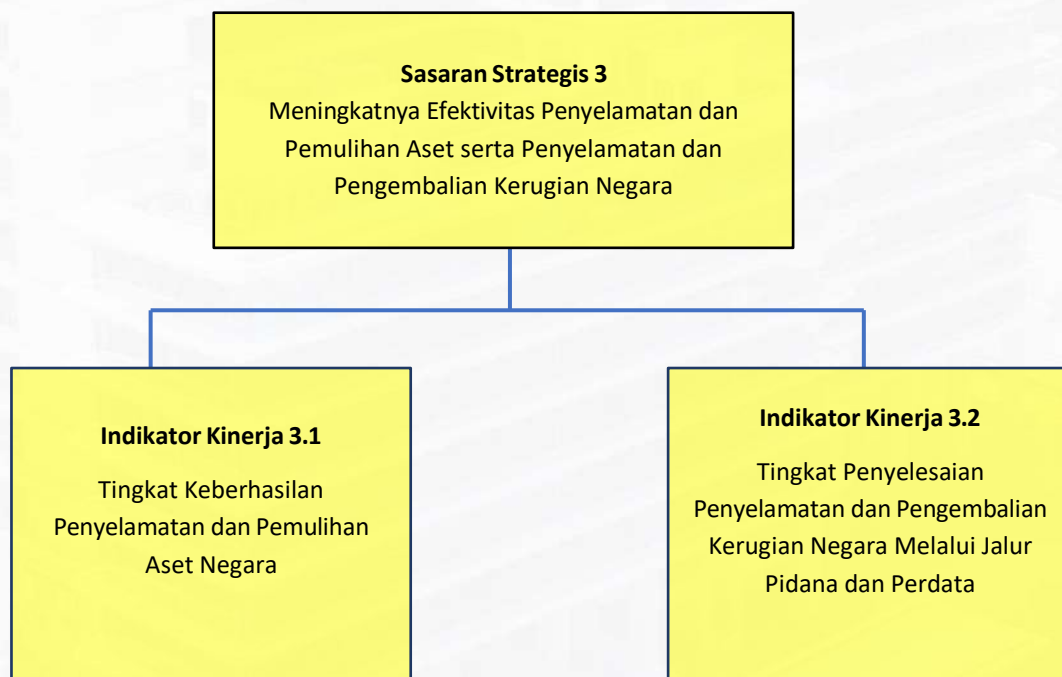 Sasaran Strategis 3
Meningkatnya Efektivitas Penyelamatan dan
Pemulihan Aset serta Penyelamatan dan
Pengembalian Kerugian Negara
Indikator Kinerja 3.1
Tingkat Keberhasilan
Penyelamatan dan Pemulihan
Aset Negara
Indikator Kinerja 3.2
Tingkat Penyelesaian
Penyelamatan dan Pengembalian
Kerugian Negara Melalui Jalur
Pidana dan Perdata